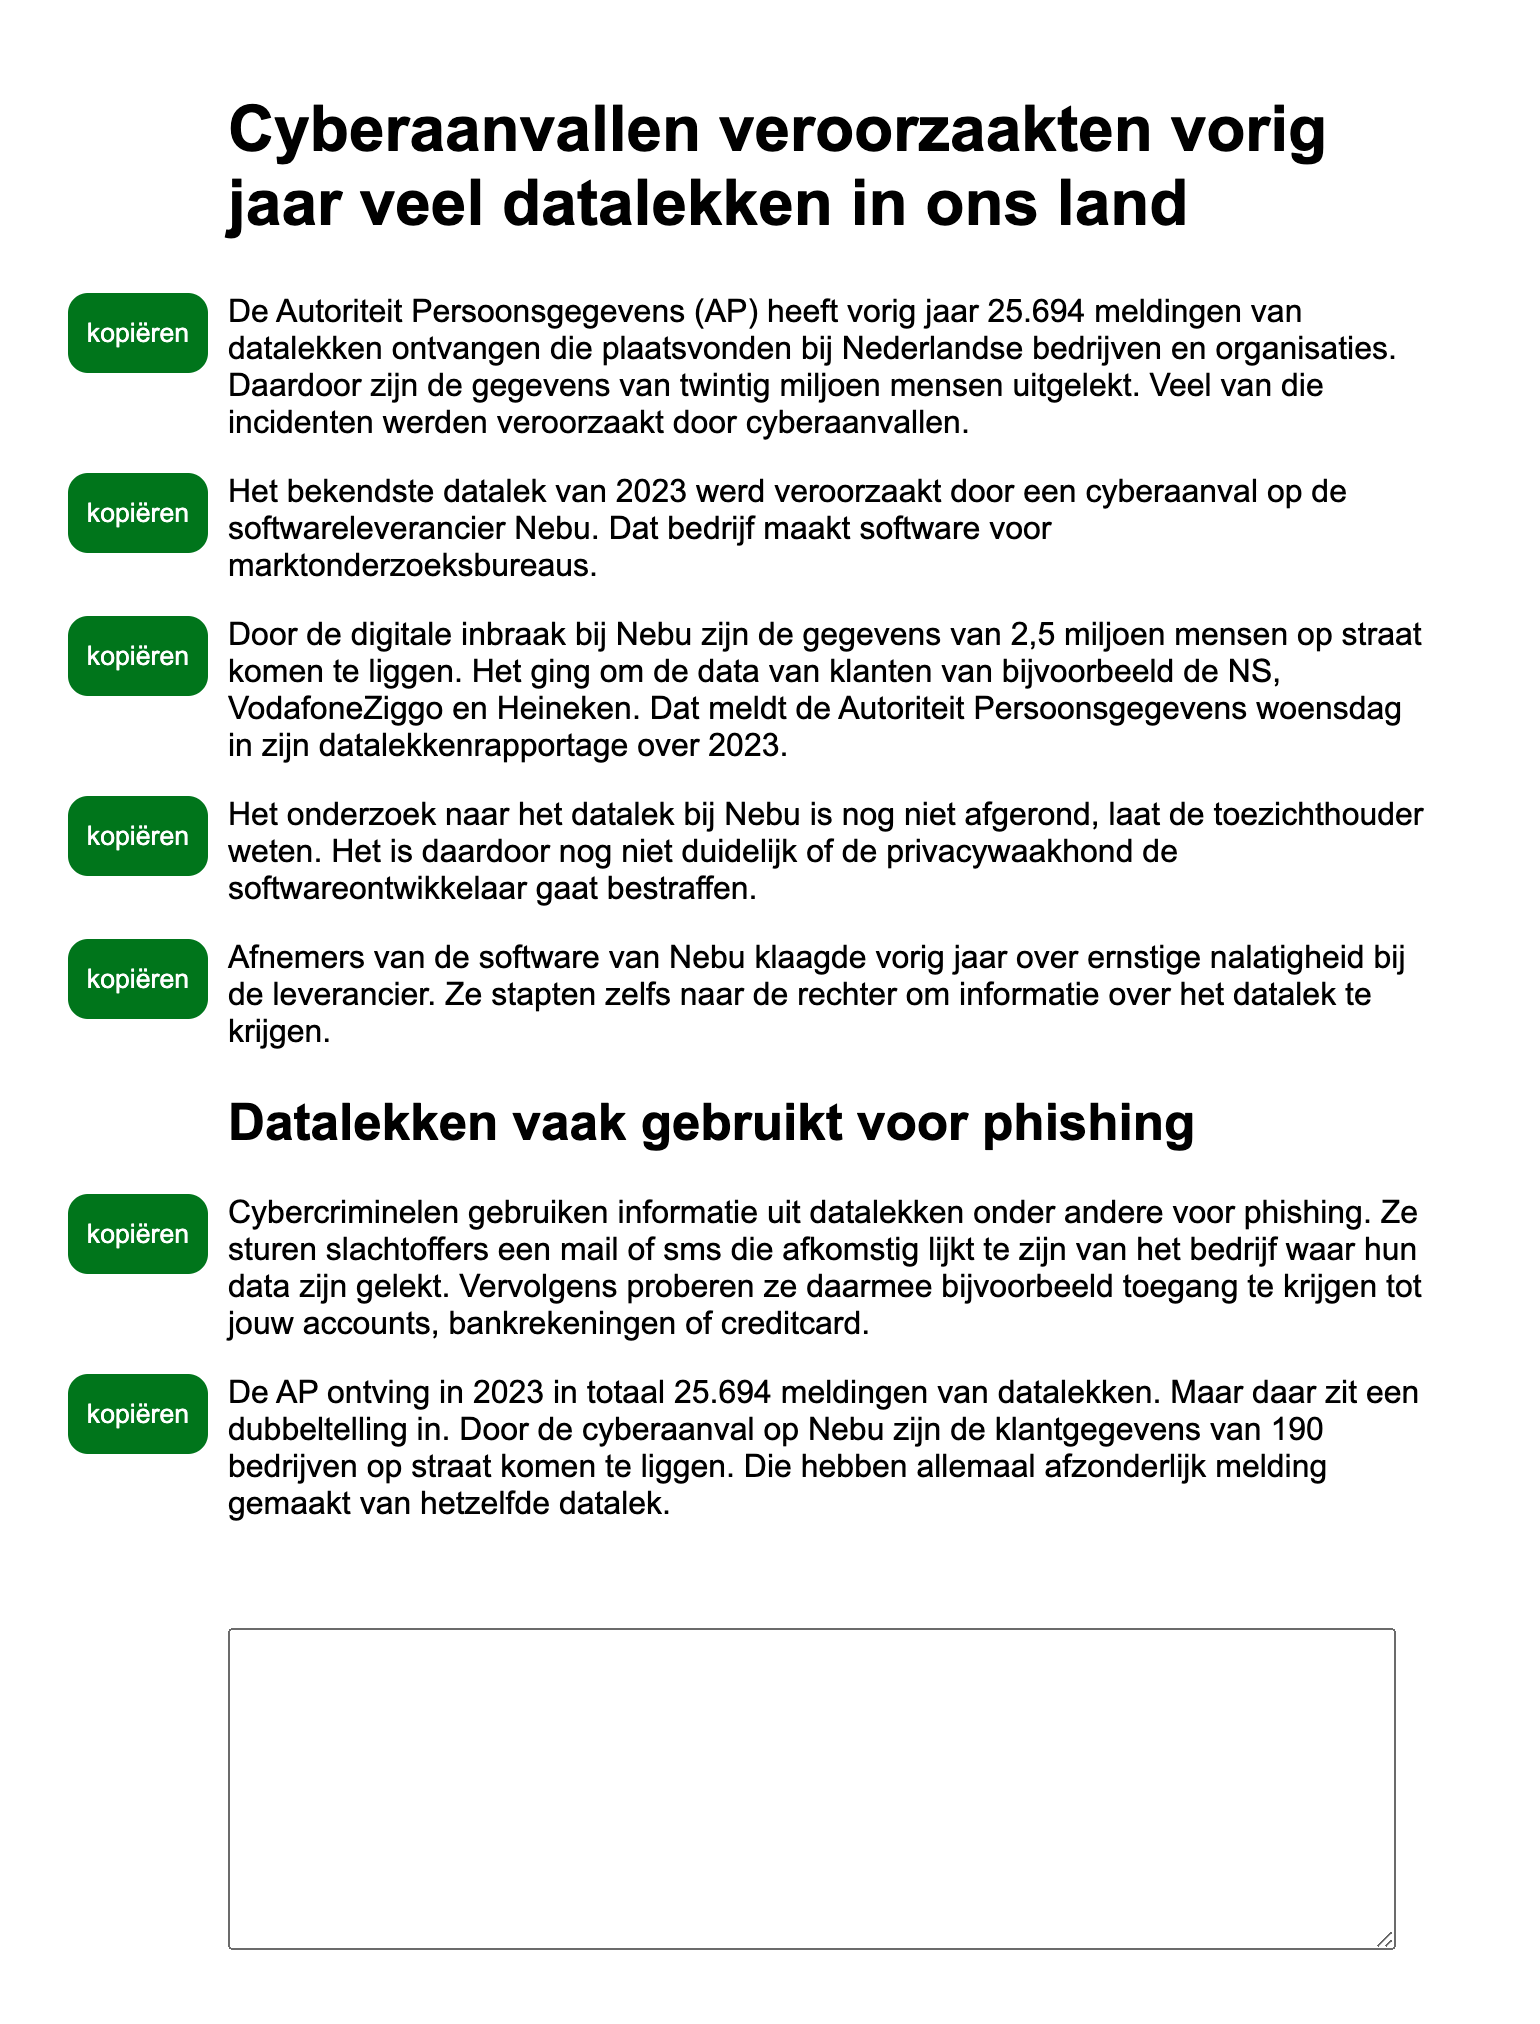 Cyberaanvallen veroorzaakten vorig
jaar veel datalekken in ons land
kopiëren
De Autoriteit Persoonsgegevens (AP) heeft vorig jaar 25.694 meldingen van
datalekken ontvangen die plaatsvonden bij Nederlandse bedrijven en organisaties.
Daardoor zijn de gegevens van twintig miljoen mensen uitgelekt. Veel van die
incidenten werden veroorzaakt door cyberaanvallen.
kopiëren
Het bekendste datalek van 2023 werd veroorzaakt door een cyberaanval op de
softwareleverancier Nebu. Dat bedrijf maakt software voor
marktonderzoeksbureaus.
kopiëren
Door de digitale inbraak bij Nebu zijn de gegevens van 2,5 miljoen mensen op straat
komen te liggen. Het ging om de data van klanten van bijvoorbeeld de NS,
VodafoneZiggo en Heineken. Dat meldt de Autoriteit Persoonsgegevens woensdag
in zijn datalekkenrapportage over 2023.
kopiëren
Het onderzoek naar het datalek bij Nebu is nog niet afgerond, laat de toezichthouder
weten. Het is daardoor nog niet duidelijk of de privacywaakhond de
softwareontwikkelaar gaat bestraffen.
kopiëren
Afnemers van de software van Nebu klaagde vorig jaar over ernstige nalatigheid bij
de leverancier. Ze stapten zelfs naar de rechter om informatie over het datalek te
krijgen.
Datalekken vaak gebruikt voor phishing
kopiëren
Cybercriminelen gebruiken informatie uit datalekken onder andere voor phishing. Ze
sturen slachtoffers een mail of sms die afkomstig lijkt te zijn van het bedrijf waar hun
data zijn gelekt. Vervolgens proberen ze daarmee bijvoorbeeld toegang te krijgen tot
jouw accounts, bankrekeningen of creditcard.
kopiëren
De AP ontving in 2023 in totaal 25.694 meldingen van datalekken. Maar daar zit een
dubbeltelling in. Door de cyberaanval op Nebu zijn de klantgegevens van 190
bedrijven op straat komen te liggen. Die hebben allemaal afzonderlijk melding
gemaakt van hetzelfde datalek.